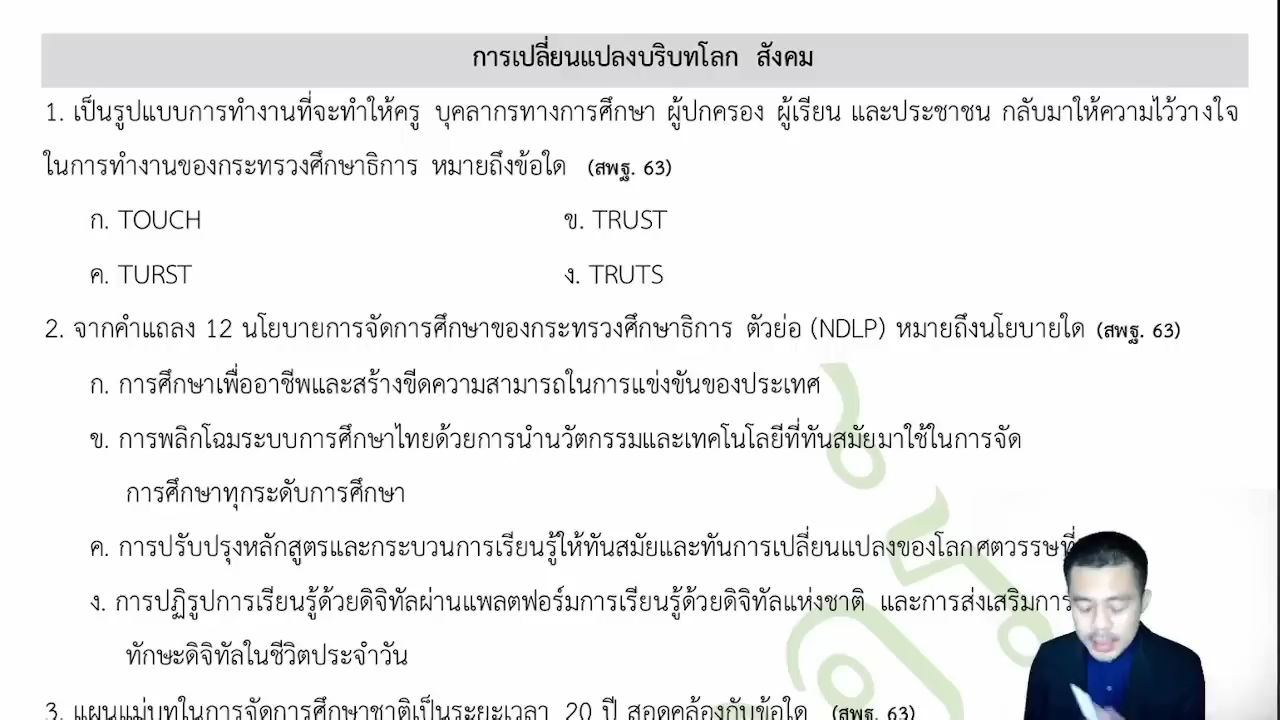 การเปลี่ยนแปลงบริบทโลก สังคม
1. เป็นรูปแบบการทำงานที่จะทำให้ครู บุคลากรทางการศึกษา ผู้ปกครอง ผู้เรียน และประชาชน กลับมาให้ความไว้วางใจ
ในการทำงานของกระทรวงศึกษาธิการ หมายถึงข้อใด (สพฐ. 63)
ก. TOUCH ข. TRUST
ค. TURST ง. TRUTS
2. จากคำแถลง 12 นโยบายการจัดการศึกษาของกระทรวงศึกษาธิการ ตัวย่อ (NDLP) หมายถึงนโยบายใด (สพฐ. 63)
ก. การศึกษาเพื่ออาชีพและสร้างขีดความสามารถในการแข่งขันของประเทศ
ข. การพลิกโฉมระบบการศึกษาไทยด้วยการนำนวัตกรรมและเทคโนโลยีที่ทันสมัยมาใช้ในการจัด
การศึกษาทุกระดับการศึกษา
ค. การปรับปรุงหลักสูตรและกระบวนการเรียนรู้ให้ทันสมัยและทันการเปลี่ยนแปลงของโลกศตวรรษที่
ง. การปฏิรูปการเรียนรู้ด้วยดิจิทัลผ่านแพลตฟอร์มการเรียนรู้ด้วยดิจิทัลแห่งชาติ และการส่งเสริมการ
ทักษะดิจิทัลในชีวิตประจำวัน
3. แผนแม่บทในการจัดการศึกษาชาติเป็นระยะเวลา 20 ปี สอดคล้องกับข้อใด (สพฐ. 63)